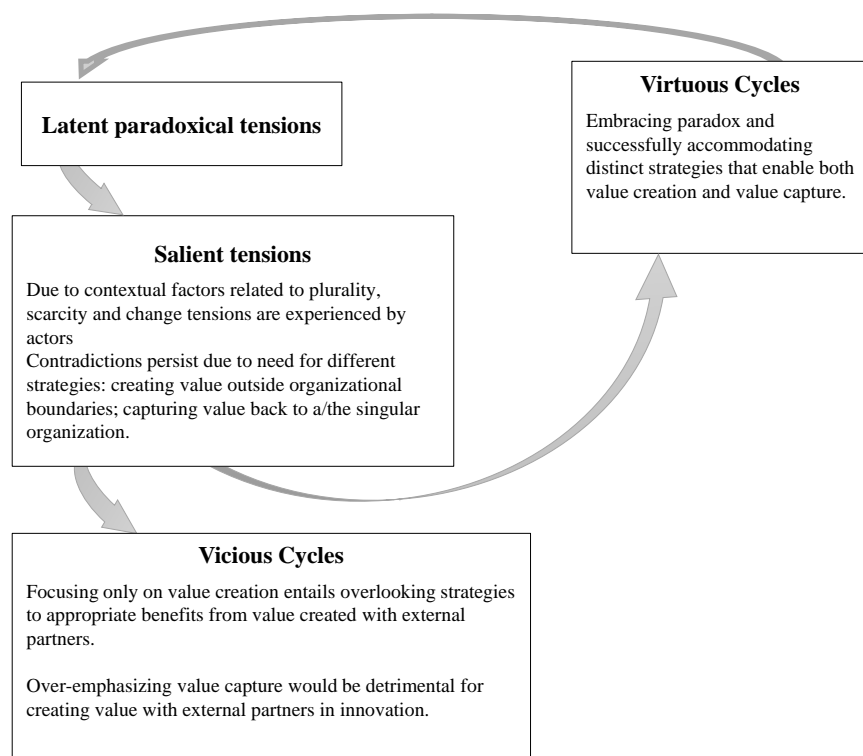 Latent paradoxical tensions
Virtuous Cycles
Embracing paradox and
successfully accommodating
distinct strategies that enable both
value creation and value capture.
Salient tensions
Due to contextual factors related to plurality,
scarcity and change tensions are experienced by
actors
Contradictions persist due to need for different
strategies: creating value outside organizational
boundaries; capturing value back to a/the singular
organization.
Vicious Cycles
Focusing only on value creation entails overlooking strategies
to appropriate benefits from value created with external
partners.
Over-emphasizing value capture would be detrimental for
creating value with external partners in innovation.